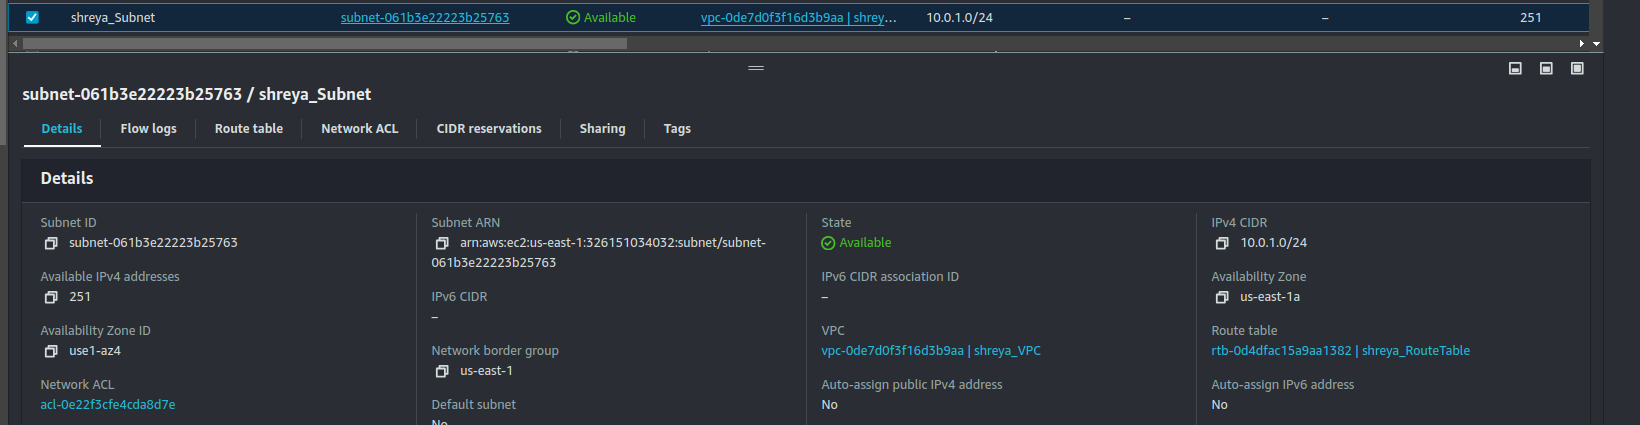 shreya_Subnet subnet-061b3e22223b25763 Available vpc-0de7d0f3f16d3b9aa | shrey... 10.0.1.0/24 – – 251
subnet-061b3e22223b25763 / shreya_Subnet
Details Flow logs Route table Network ACL CIDR reservations Sharing Tags
Details
Subnet ID
subnet-061b3e22223b25763
Available IPv4 addresses
251
Availability Zone ID
use1-az4
Network ACL
acl-0e22f3cfe4cda8d7e
Subnet ARN
arn:aws:ec2:us-east-1:326151034032:subnet/subnet-
061b3e22223b25763
IPv6 CIDR
–
Network border group
us-east-1
Default subnet
No
State
Available
IPv6 CIDR association ID
–
VPC
vpc-0de7d0f3f16d3b9aa | shreya_VPC
Auto-assign public IPv4 address
No
IPv4 CIDR
10.0.1.0/24
Availability Zone
us-east-1a
Route table
rtb-0d4dfac15a9aa1382 | shreya_RouteTable
Auto-assign IPv6 address
No